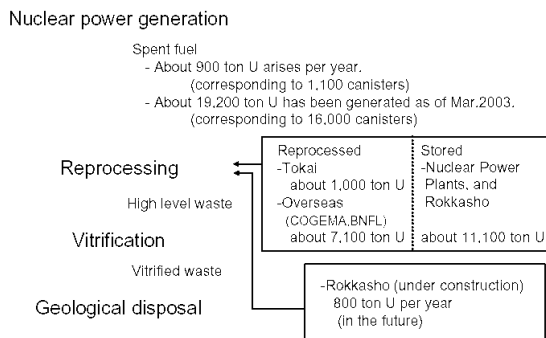 Nuclear power generation
Spent fuel
- About 900 ton U arises per year.
(corresponding to 1,100 canisters)
- About 19,200 ton U has been generated as of Mar.2003.
(corresponding to 16,000 canisters)
Reprocessing
High level waste
Vitrification
Vitrified waste
Geological disposal
Reprocessed
-Tokai
about 1,000 ton U
-Overseas
(COGEMA,BNFL)
about 7,100 ton U
Stored
-Nuclear Power
Plants, and
Rokkasho
about 11,100 ton U
-Rokkasho (under construction)
800 ton U per year
(in the future)